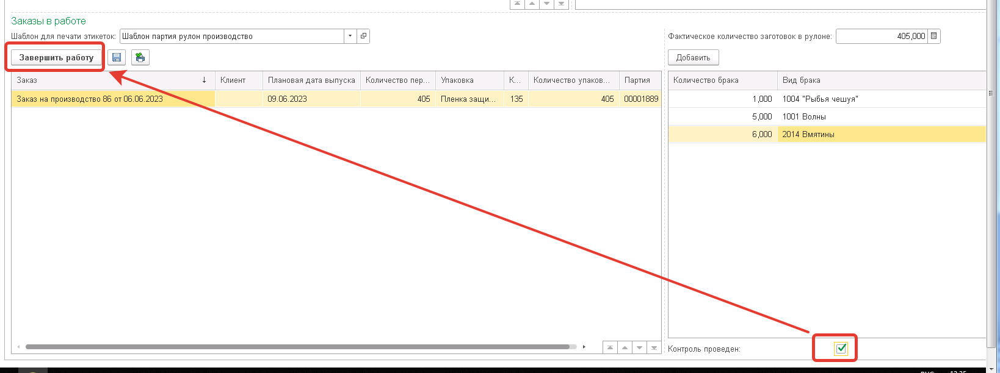 Заказы в работе
Шаблон для печати этикеток: Шаблон партия рулон производство
Фактическое количество заготовок в рулоне: 405,000
Завершить работу
Добавить
Заказ ↓ Клиент Плановая дата выпуска Количество пер... Упаковка К... Количество упаков... Партия
Количество брака Вид брака
Заказ на производство 86 от 06.06.2023 09.06.2023 405 Пленка защи... 135 405 00001889
1,000 1004 "Рыбья чешуя"
5,000 1001 Волны
6,000 2014 Вмятины
Контроль проведен: